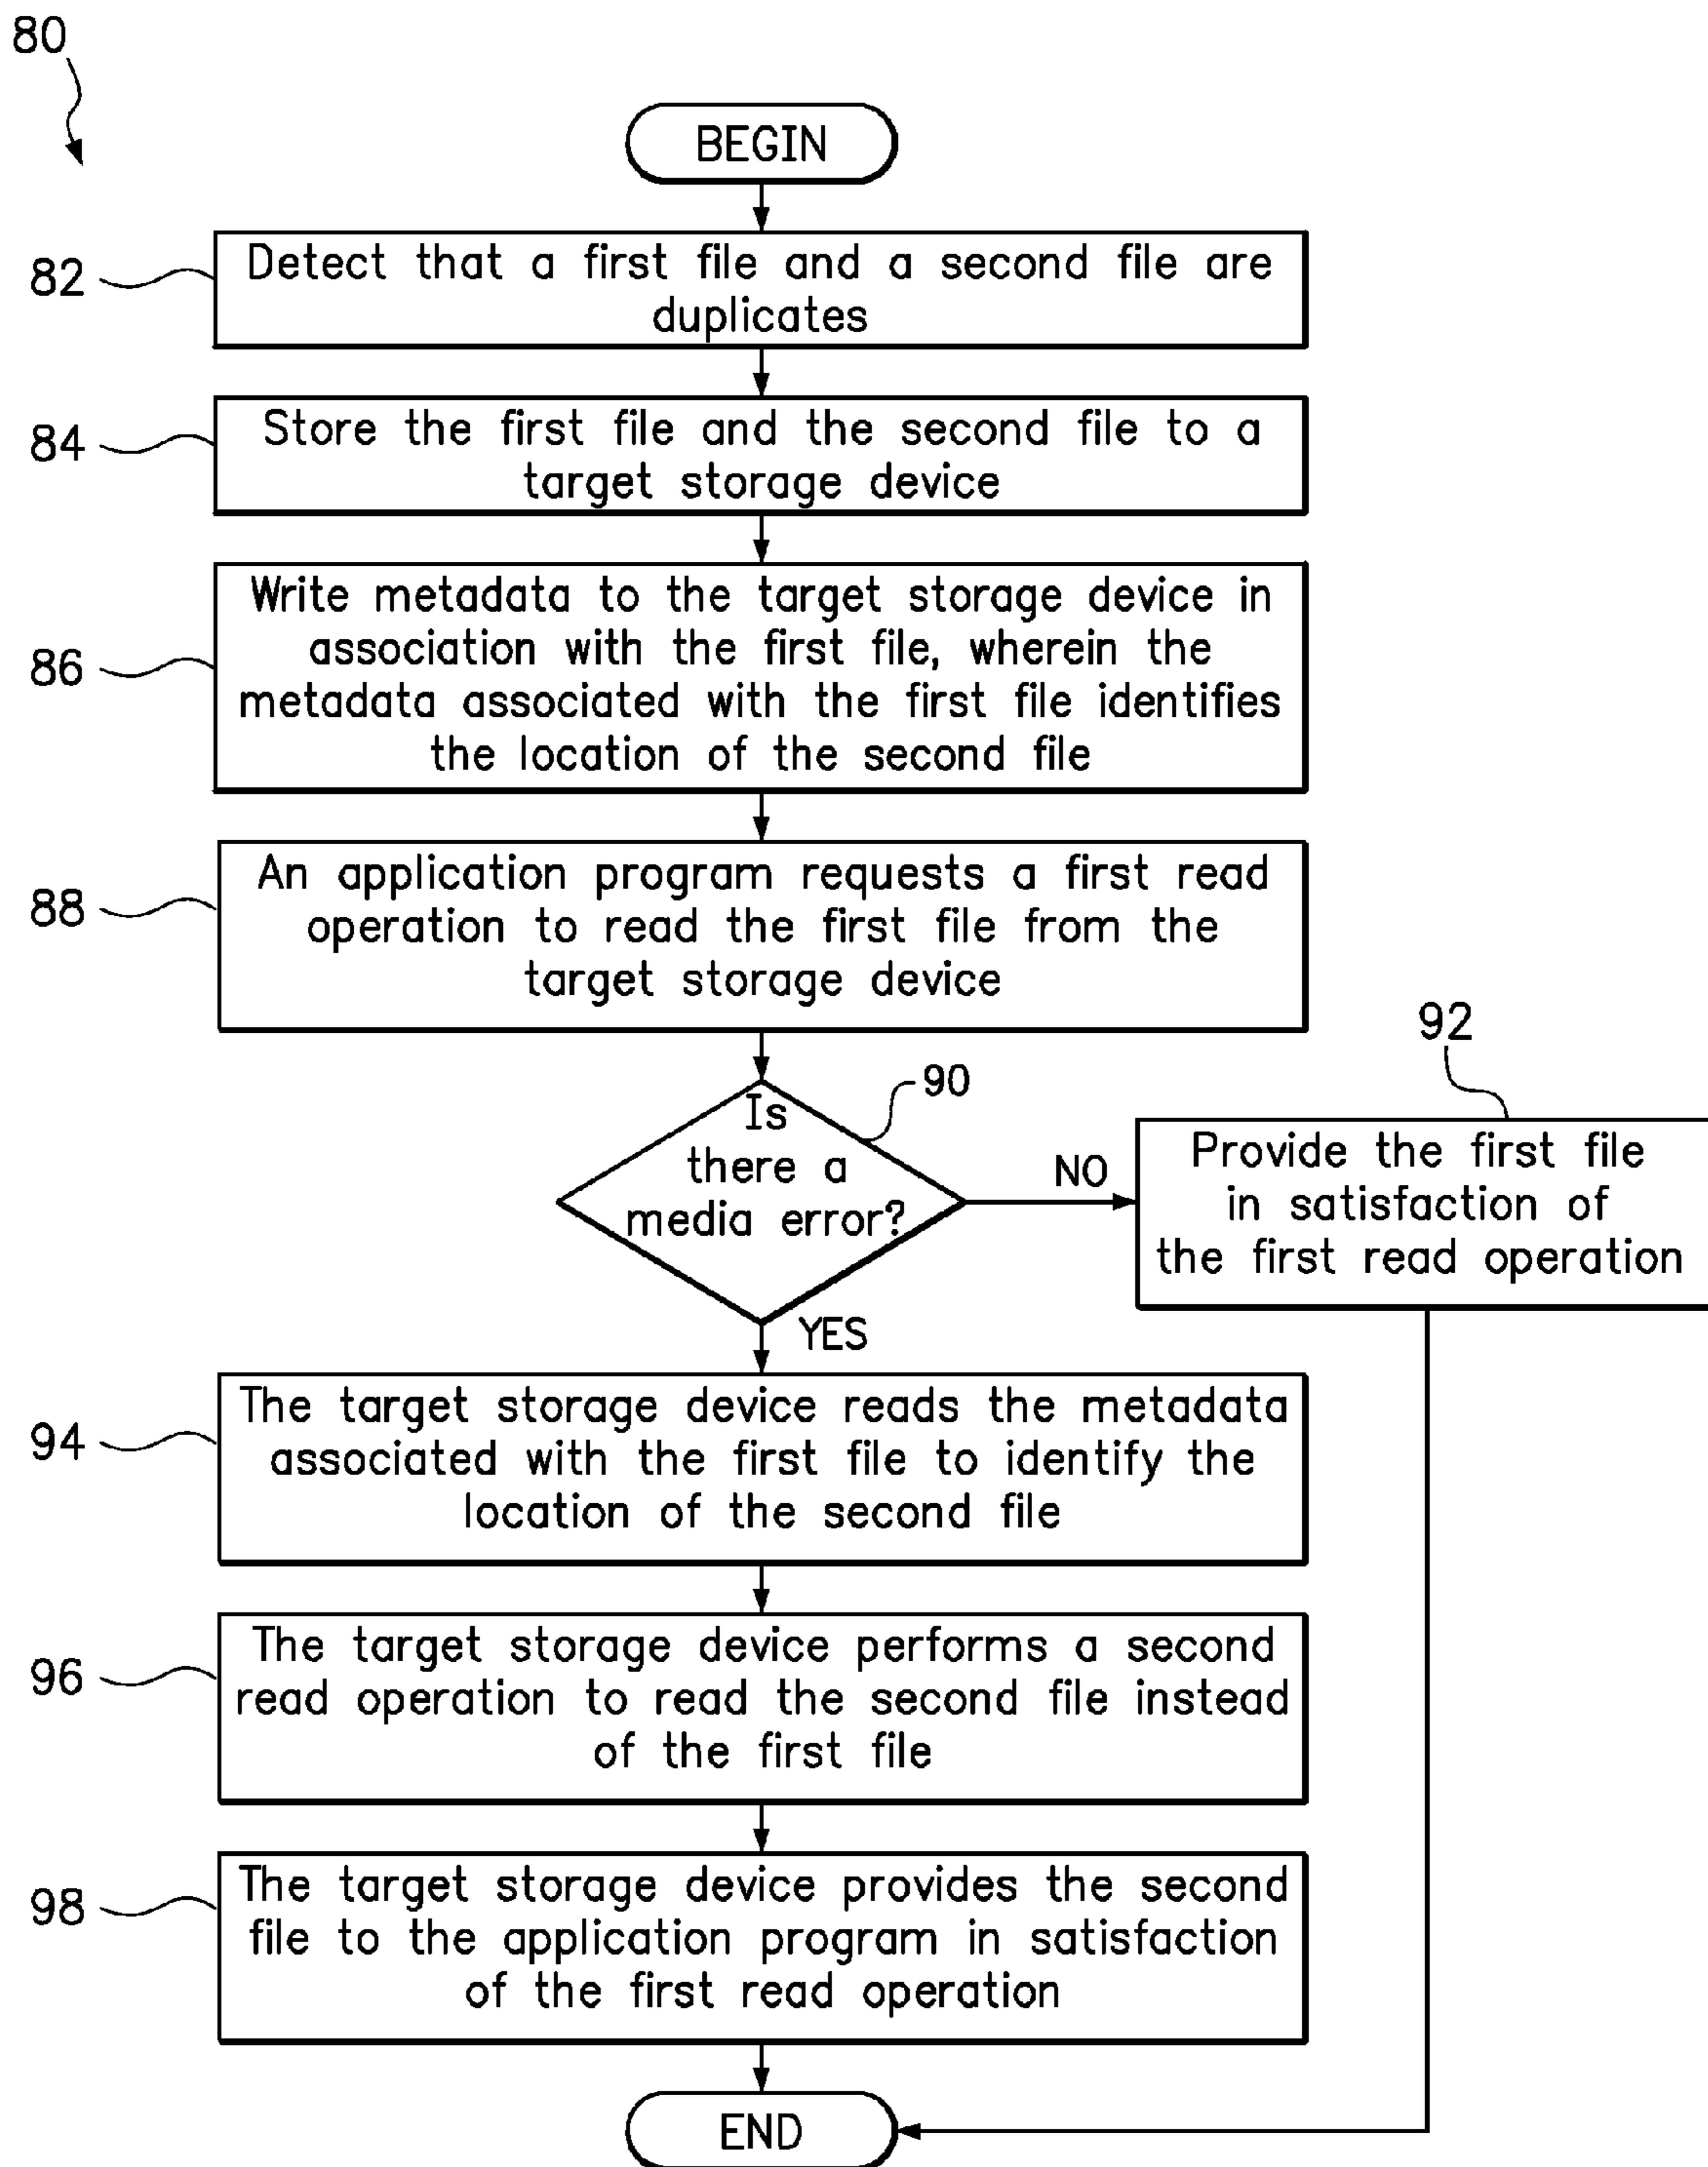 80
BEGIN
82
Detect that a first file and a second file are
duplicates
84
Store the first file and the second file to a
target storage device
86
Write metadata to the target storage device in
association with the first file, wherein the
metadata associated with the first file identifies
the location of the second file
88
An application program requests a first read
operation to read the first file from the
target storage device
90
Is
there a
media error?
NO
92
Provide the first file
in satisfaction of
the first read operation
YES
94
The target storage device reads the metadata
associated with the first file to identify the
location of the second file
96
The target storage device performs a second
read operation to read the second file instead
of the first file
98
The target storage device provides the second
file to the application program in satisfaction
of the first read operation
END